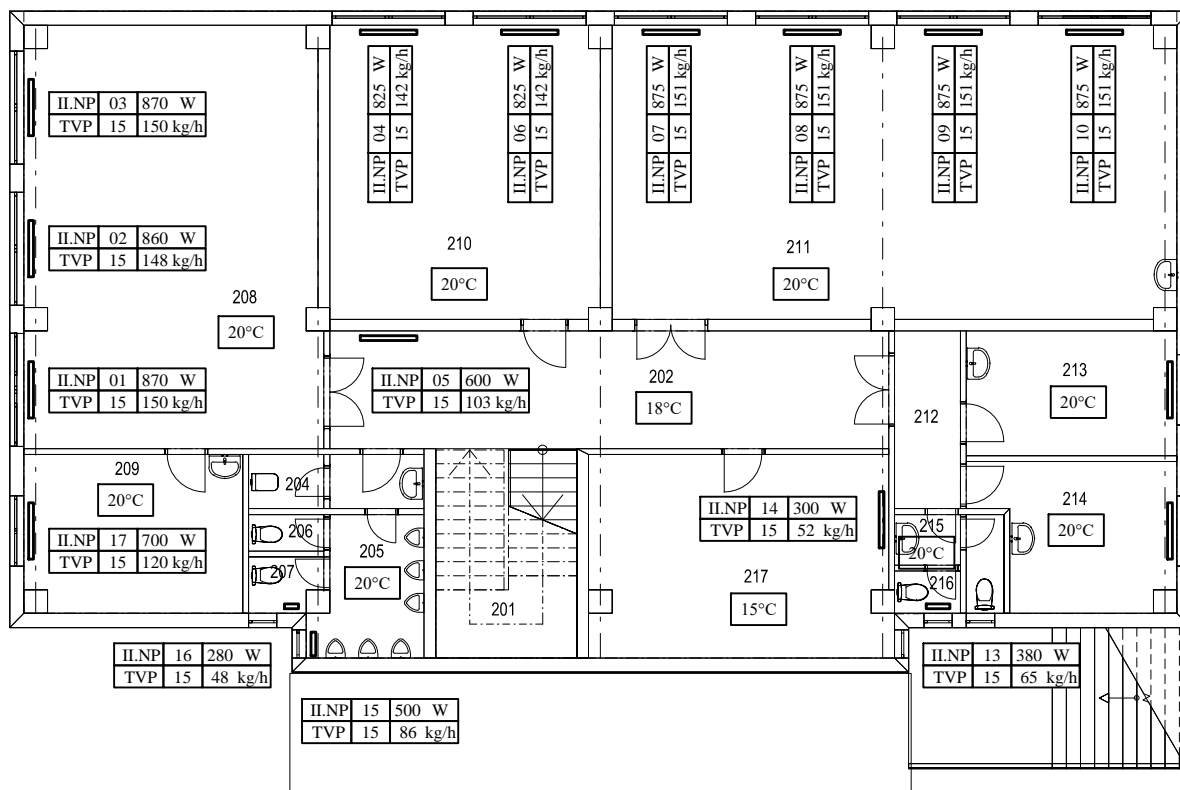 II.NP 03 870 W
TVP 15 150 kg/h
II.NP 02 860 W
TVP 15 148 kg/h
208
20°C
II.NP 01 870 W
TVP 15 150 kg/h
II.NP 04 825 W
TVP 15 142 kg/h
II.NP 06 825 W
TVP 15 142 kg/h
210
20°C
II.NP 07 875 W
TVP 15 151 kg/h
II.NP 08 875 W
TVP 15 151 kg/h
211
20°C
II.NP 09 875 W
TVP 15 151 kg/h
II.NP 10 875 W
TVP 15 151 kg/h
II.NP 05 600 W
TVP 15 103 kg/h
202
18°C
212
213
20°C
209
20°C
II.NP 17 700 W
TVP 15 120 kg/h
204
206
207
205
20°C
201
II.NP 14 300 W
TVP 15 52 kg/h
217
15°C
215
20°C
216
214
20°C
II.NP 16 280 W
TVP 15 48 kg/h
II.NP 15 500 W
TVP 15 86 kg/h
II.NP 13 380 W
TVP 15 65 kg/h